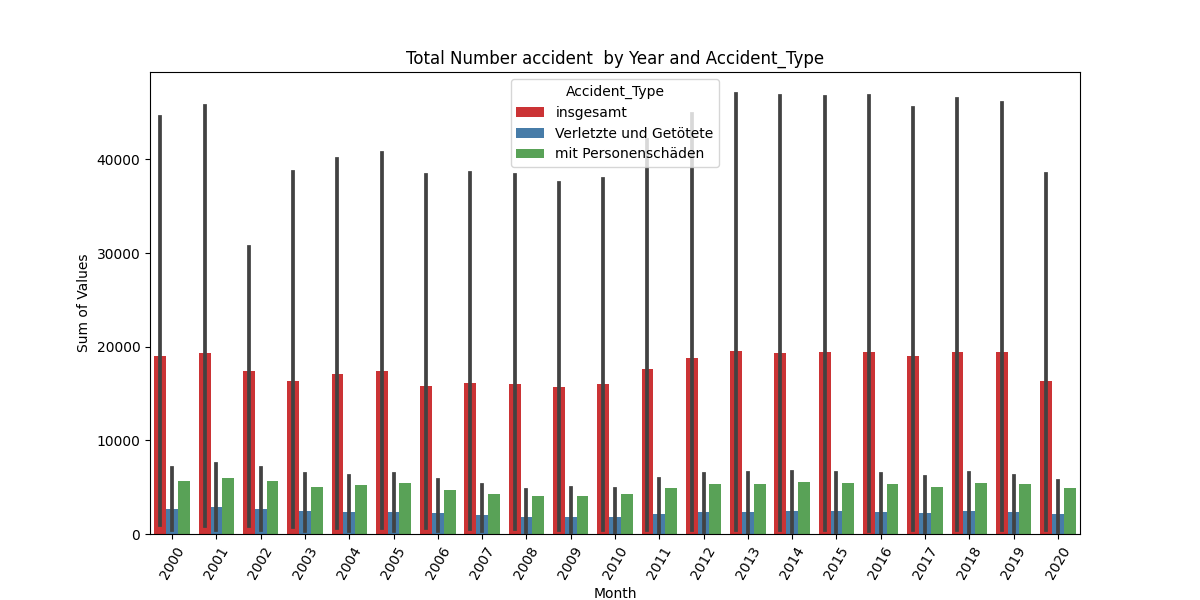 Total Number accident  by Year and Accident_Type
Accident_Type
insgesamt
Verletzte und Getötete
mit Personenschäden
Sum of Values
40000
30000
20000
10000
0
2000 2001 2002 2003 2004 2005 2006 2007 2008 2009 2010 2011 2012 2013 2014 2015 2016 2017 2018 2019 2020
Month